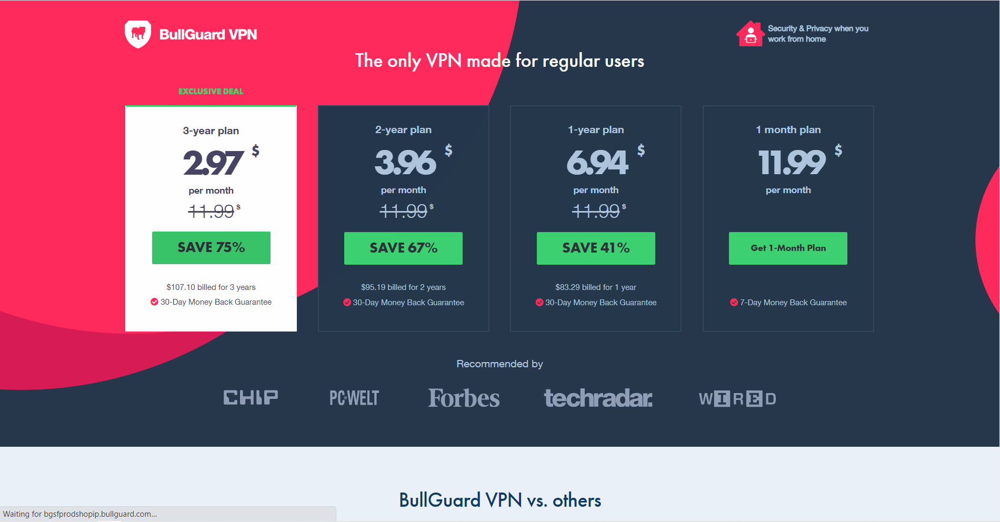 BullGuard VPN
Security & Privacy when you
work from home
The only VPN made for regular users
EXCLUSIVE DEAL
3-year plan
2.97 $
per month
11.99 $
SAVE 75%
$107.10 billed for 3 years
30-Day Money Back Guarantee
2-year plan
3.96 $
per month
11.99 $
SAVE 67%
$95.19 billed for 2 years
30-Day Money Back Guarantee
1-year plan
6.94 $
per month
11.99 $
SAVE 41%
$83.29 billed for 1 year
30-Day Money Back Guarantee
1 month plan
11.99 $
per month
Get 1-Month Plan
7-Day Money Back Guarantee
Recommended by
CHIP
PC-WELT
Forbes
techradar.
WIRED
BullGuard VPN vs. others
Waiting for bgsfprodshopip.bullguard.com...